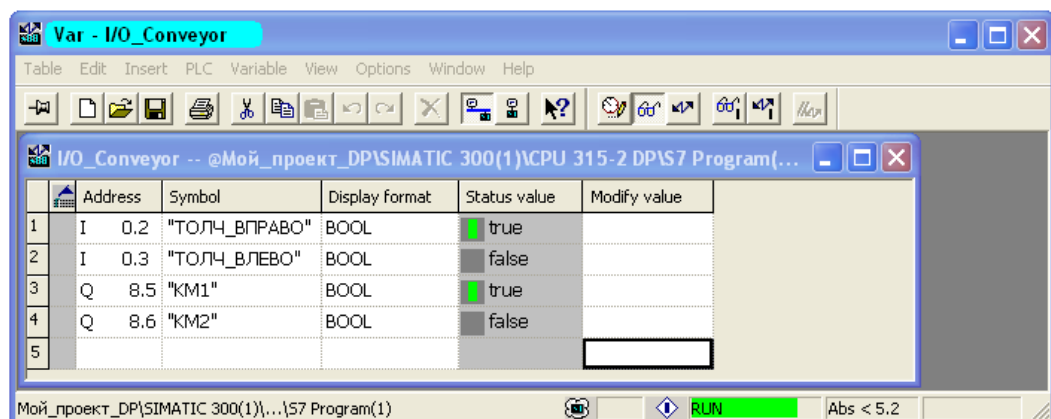 Var - I/O_Conveyor
Table Edit Insert PLC Variable View Options Window Help
I/O_Conveyor -- @Мой_проект_DP\SIMATIC 300(1)\CPU 315-2 DP\S7 Program(...
Address Symbol Display format Status value Modify value
1 I 0.2 "ТОЛЧ_ВПРАВО" BOOL true
2 I 0.3 "ТОЛЧ_ВЛЕВО" BOOL false
3 Q 8.5 "КМ1" BOOL true
4 Q 8.6 "КМ2" BOOL false
5
Мой_проект_DP\SIMATIC 300(1)\...\S7 Program(1) RUN Abs < 5.2